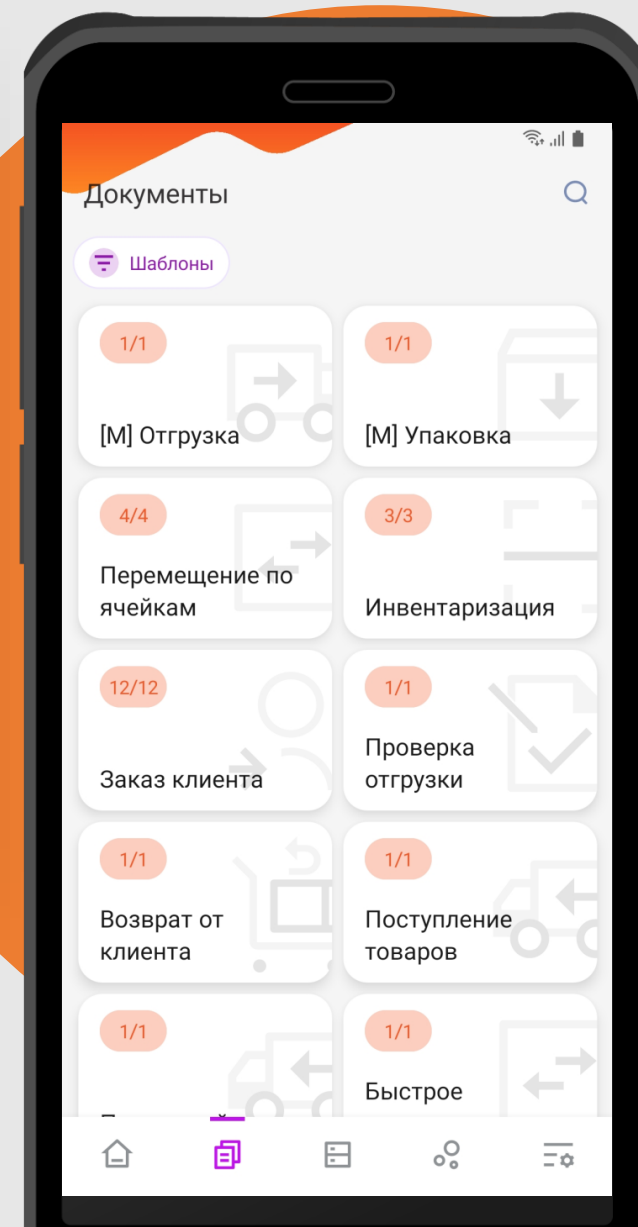 Документы
Шаблоны
1/1
[М] Отгрузка
1/1
[М] Упаковка
4/4
Перемещение по
ячейкам
3/3
Инвентаризация
12/12
Заказ клиента
1/1
Проверка
отгрузки
1/1
Возврат от
клиента
1/1
Поступление
товаров
1/1
1/1
Быстрое